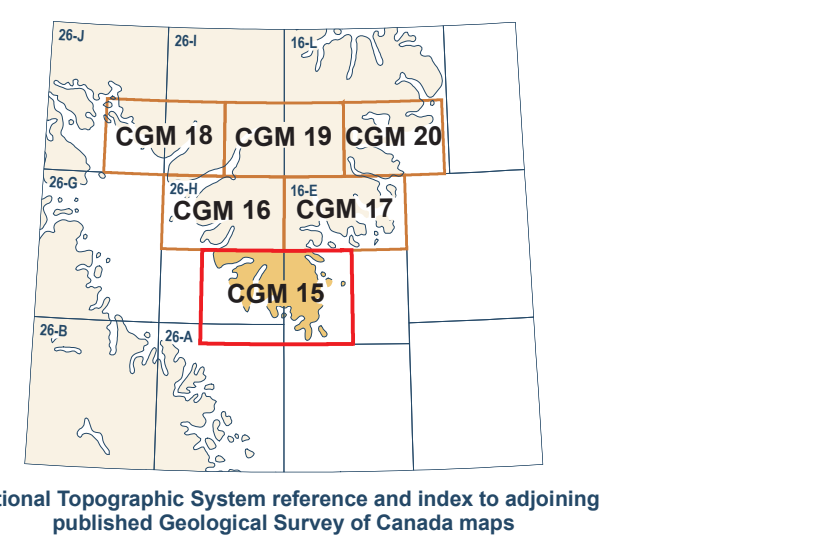 26-J
26-I
16-L
CGM 18
CGM 19
CGM 20
26-G
26-H
16-E
CGM 16
CGM 17
CGM 15
26-B
26-A
tional Topographic System reference and index to adjoining
published Geological Survey of Canada maps